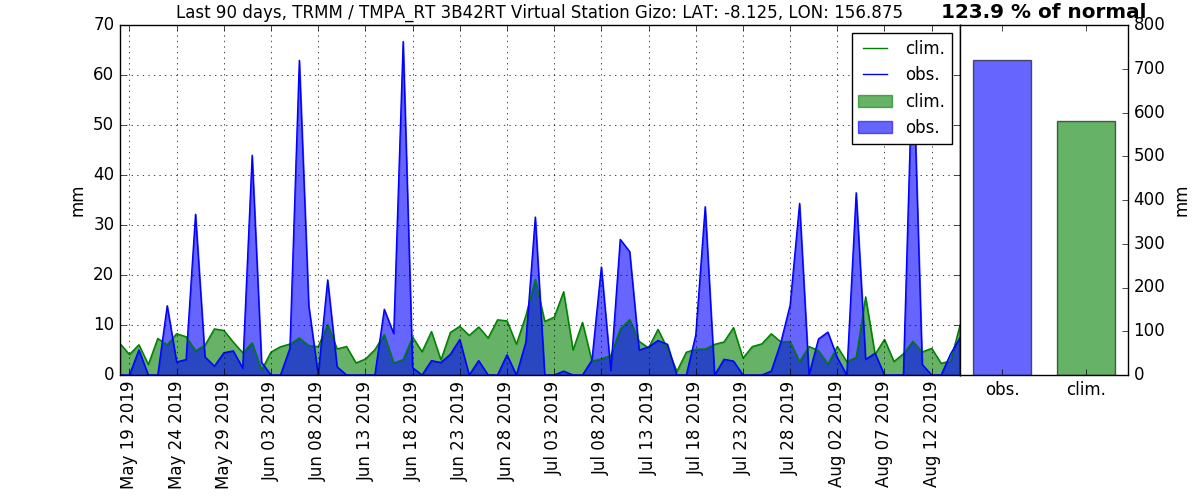 Last 90 days, TRMM / TMPA_RT 3B42RT Virtual Station Gizo: LAT: -8.125, LON: 156.875
123.9 % of normal
mm
70
60
50
40
30
20
10
0
clim.
obs.
clim.
obs.
800
700
600
500
400
300
200
100
0
mm
May 19 2019
May 24 2019
May 29 2019
Jun 03 2019
Jun 08 2019
Jun 13 2019
Jun 18 2019
Jun 23 2019
Jun 28 2019
Jul 03 2019
Jul 08 2019
Jul 13 2019
Jul 18 2019
Jul 23 2019
Jul 28 2019
Aug 02 2019
Aug 07 2019
Aug 12 2019
obs.
clim.